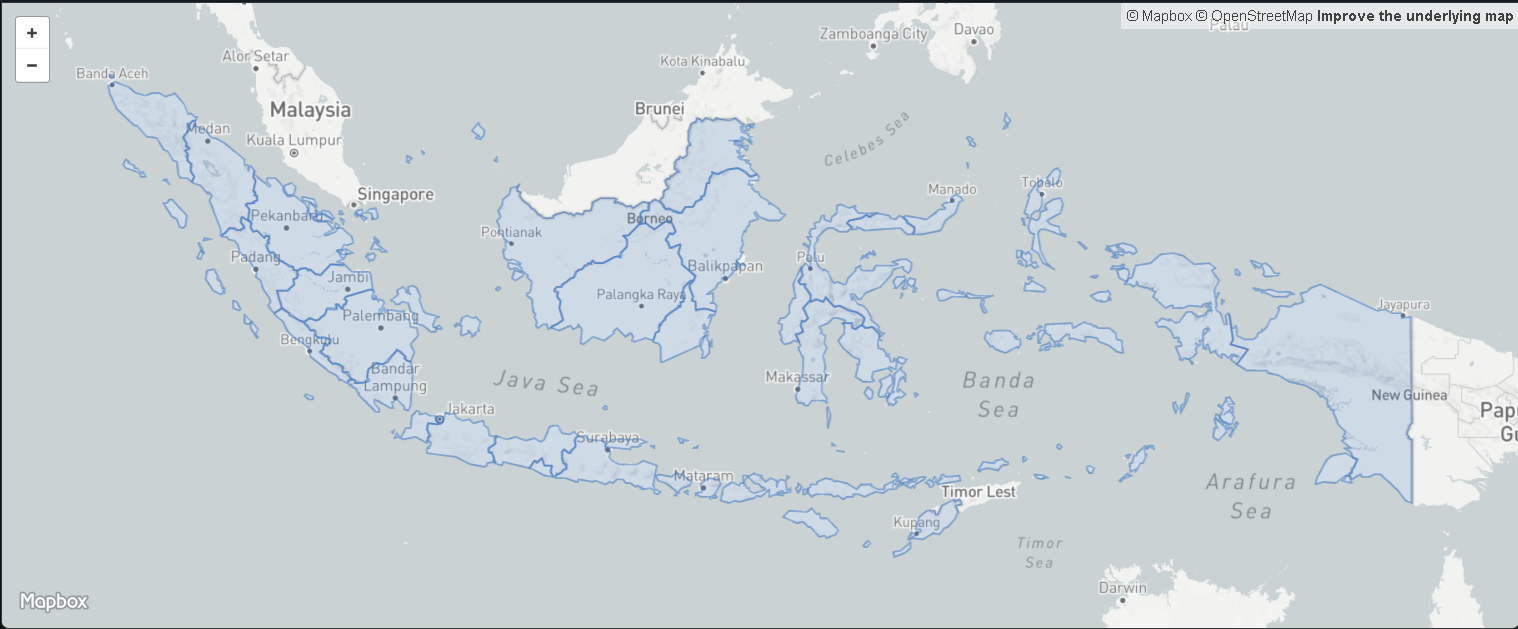 +
© Mapbox © OpenStreetMap Improve the underlying map
Palau
−
Zamboanga City
Davao
Alor Setar
Kota Kinabalu
Banda Aceh
Malaysia
Brunei
Medan
Kuala Lumpur
Celebes Sea
Singapore
Manado
Tobelo
Pekanbaru
Borneo
Pontianak
Padang
Palu
Balikpapan
Jambi
Palangka Raya
Jayapura
Palembang
Bengkulu
Bandar
Lampung
Java Sea
Makassar
Banda
Sea
New Guinea
Jakarta
Pap
Gu
Surabaya
Mataram
Timor Lest
Arafura
Sea
Kupang
Timor
Sea
Darwin
Mapbox